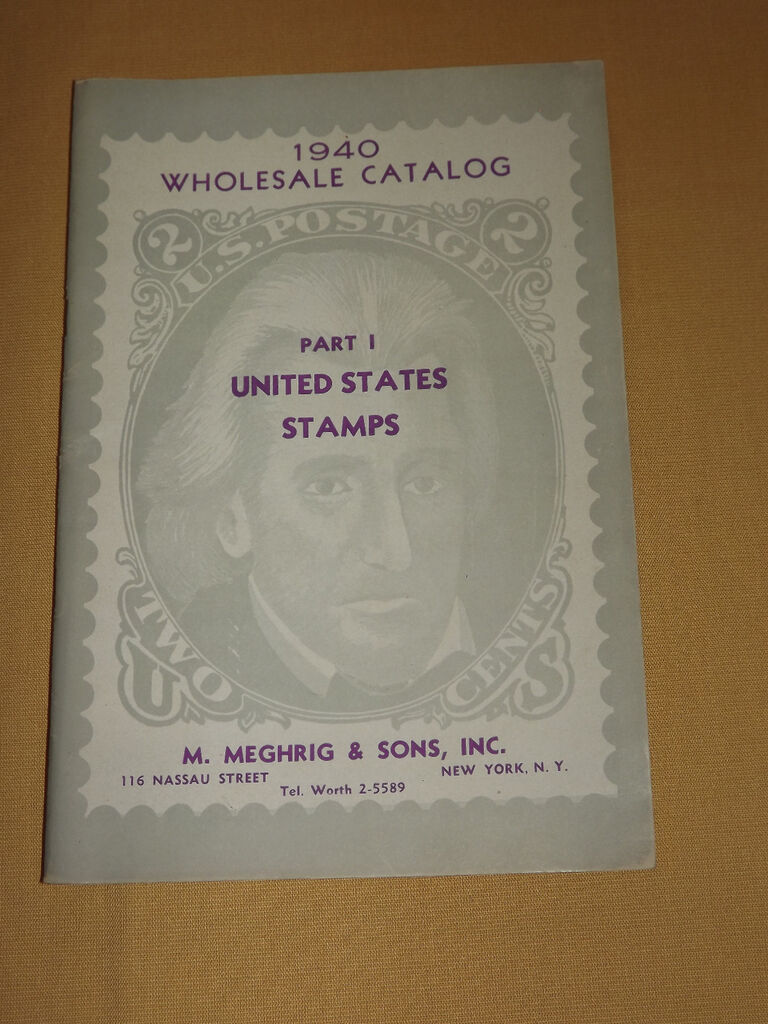 1940
WHOLESALE CATALOG
2 U.S. POSTAGE 2
PART I
UNITED STATES
STAMPS
TWO CENTS
U S
M. MEGHRIG & SONS, INC.
116 NASSAU STREET NEW YORK, N. Y.
Tel. Worth 2-5589